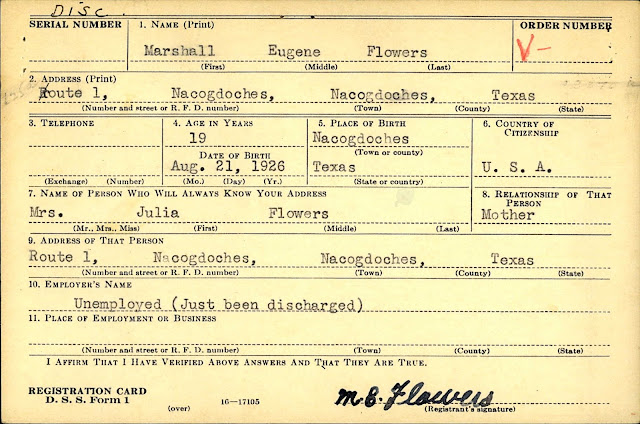 DISC.
SERIAL NUMBER 1. NAME (Print) ORDER NUMBER
Marshall Eugene Flowers V-
(First) (Middle) (Last)
2. ADDRESS (Print)
Route 1, Nacogdoches, Nacogdoches, Texas
(Number and street or R. F. D. number) (Town) (County) (State)
3. TELEPHONE 4. AGE IN YEARS 5. PLACE OF BIRTH 6. COUNTRY OF CITIZENSHIP
19 Nacogdoches
(Town or county)
DATE OF BIRTH
Aug. 21, 1926 Texas U. S. A.
(Exchange) (Number) (Mo.) (Day) (Yr.) (State or country)
7. NAME OF PERSON WHO WILL ALWAYS KNOW YOUR ADDRESS 8. RELATIONSHIP OF THAT PERSON
Mrs. Julia Flowers Mother
(Mr., Mrs., Miss) (First) (Middle) (Last)
9. ADDRESS OF THAT PERSON
Route 1, Nacogdoches, Nacogdoches, Texas
(Number and street or R. F. D. number) (Town) (County) (State)
10. EMPLOYER'S NAME
Unemployed (Just been discharged)
11. PLACE OF EMPLOYMENT OR BUSINESS
(Number and street or R. F. D. number) (Town) (County) (State)
I AFFIRM THAT I HAVE VERIFIED ABOVE ANSWERS AND THAT THEY ARE TRUE.
REGISTRATION CARD
D. S. S. Form 1 16—17105 M.E. Flowers
(over) (Registrant's signature)